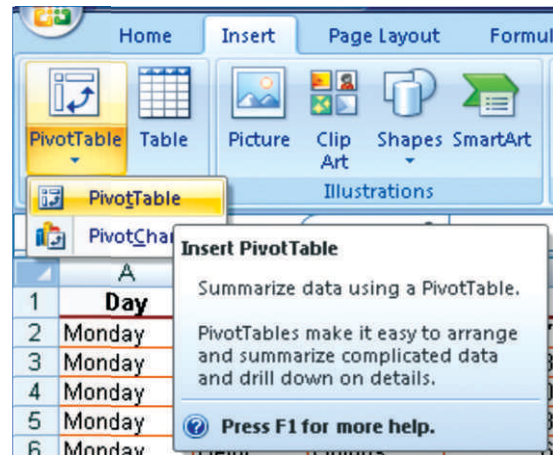 Home Insert Page Layout
PivotTable Table Picture Clip Art Shapes SmartArt
Illustrations
PivotTable
Insert PivotTable
Summarize data using a PivotTable.
PivotTables make it easy to arrange
and summarize complicated data
and drill down on details.
Press F1 for more help.
A
1 Day
2 Monday
3 Monday
4 Monday
5 Monday
6 Monday